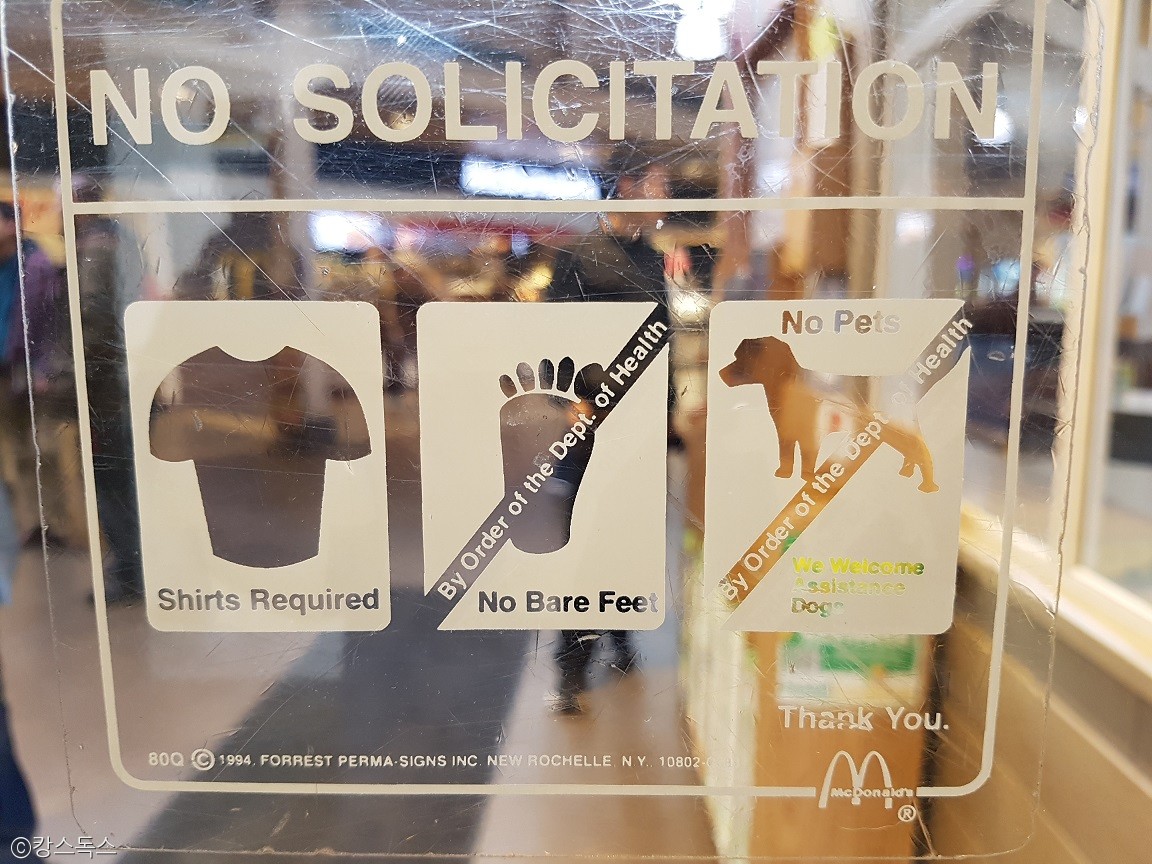 NO SOLICITATION
Shirts Required
By Order of the Dept. of Health
No Bare Feet
No Pets
By Order of the Dept of Health
We Welcome
Assistance
Dogs
Thank You.
80Q © 1994. FORREST PERMA-SIGNS INC. NEW ROCHELLE, N.Y., 10802-
McDonald's
®
©캉스독스